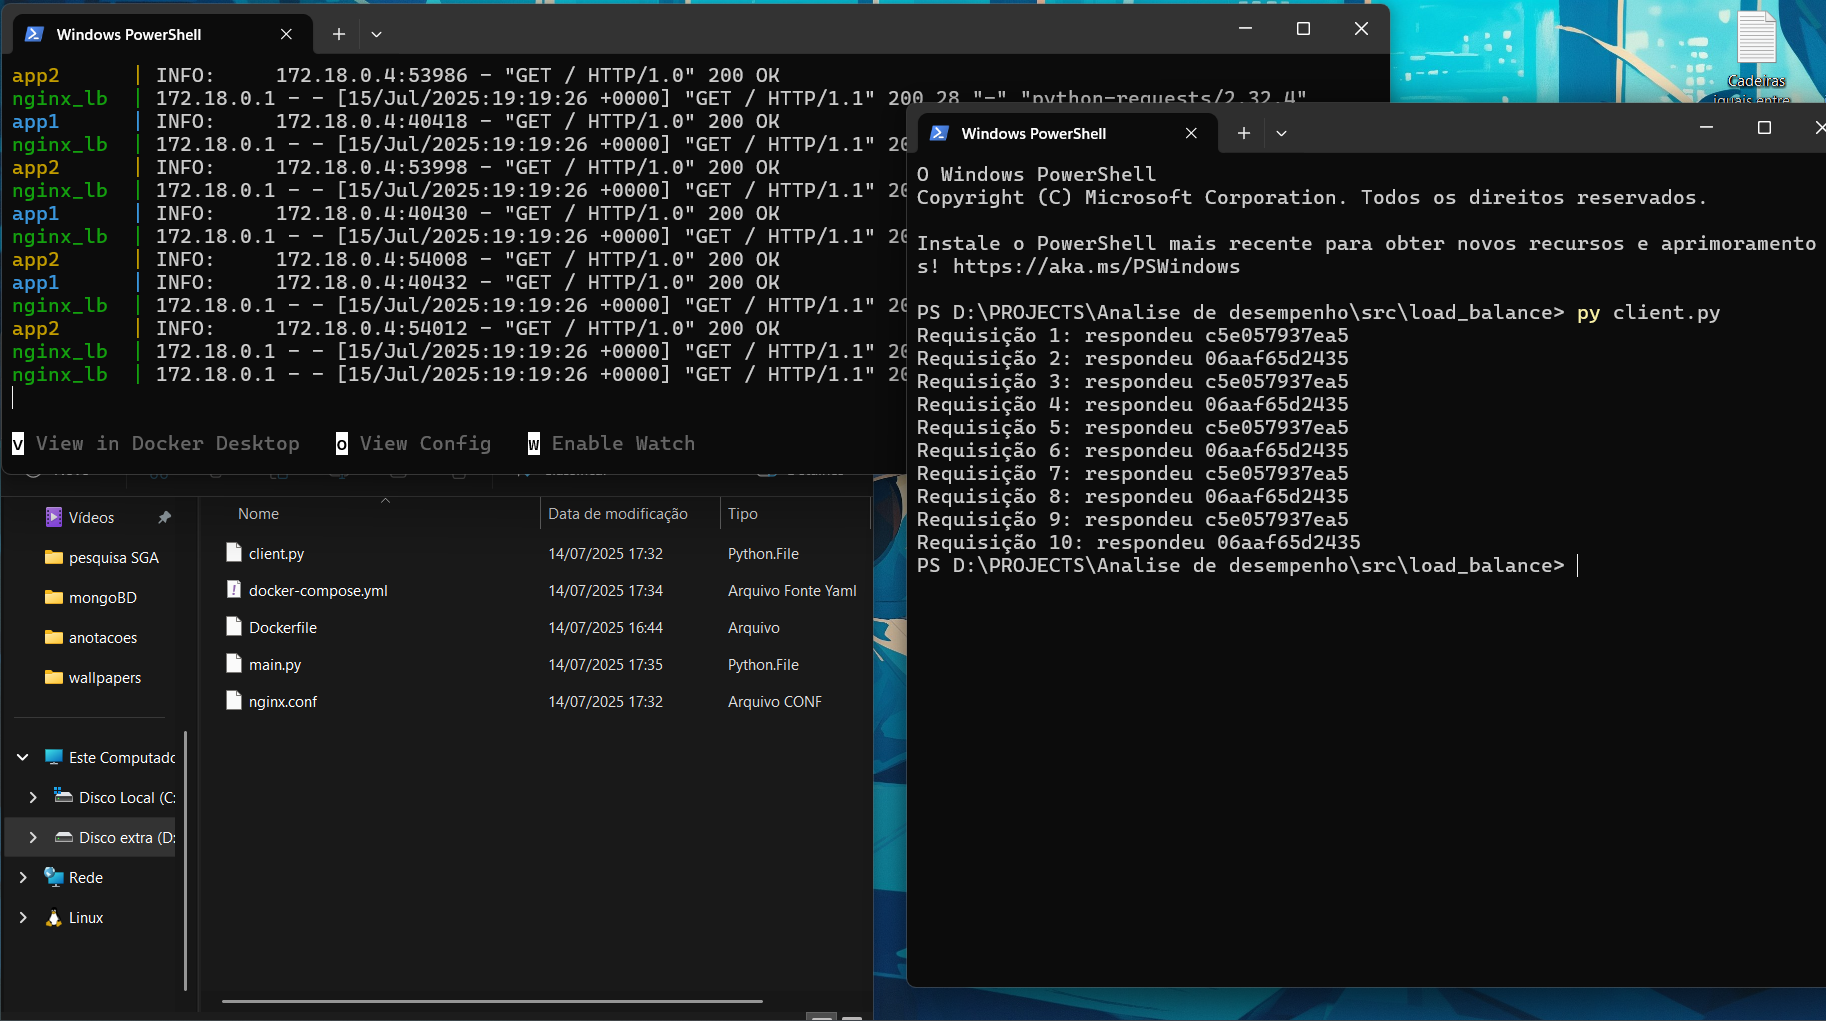 Windows PowerShell
app2 | INFO: 172.18.0.4:53986 - "GET / HTTP/1.0" 200 OK
nginx_lb | 172.18.0.1 - - [15/Jul/2025:19:19:26 +0000] "GET / HTTP/1.1" 200 28 "-" "python-requests/2.32.4"
app1 | INFO: 172.18.0.4:40418 - "GET / HTTP/1.0" 200 OK
nginx_lb | 172.18.0.1 - - [15/Jul/2025:19:19:26 +0000] "GET / HTTP/1.1" 20
app2 | INFO: 172.18.0.4:53998 - "GET / HTTP/1.0" 200 OK
nginx_lb | 172.18.0.1 - - [15/Jul/2025:19:19:26 +0000] "GET / HTTP/1.1" 20
app1 | INFO: 172.18.0.4:40430 - "GET / HTTP/1.0" 200 OK
nginx_lb | 172.18.0.1 - - [15/Jul/2025:19:19:26 +0000] "GET / HTTP/1.1" 20
app2 | INFO: 172.18.0.4:54008 - "GET / HTTP/1.0" 200 OK
app1 | INFO: 172.18.0.4:40432 - "GET / HTTP/1.0" 200 OK
nginx_lb | 172.18.0.1 - - [15/Jul/2025:19:19:26 +0000] "GET / HTTP/1.1" 20
app2 | INFO: 172.18.0.4:54012 - "GET / HTTP/1.0" 200 OK
nginx_lb | 172.18.0.1 - - [15/Jul/2025:19:19:26 +0000] "GET / HTTP/1.1" 20
nginx_lb | 172.18.0.1 - - [15/Jul/2025:19:19:26 +0000] "GET / HTTP/1.1" 20
v View in Docker Desktop o View Config w Enable Watch
Cadeiras
iguais entre
Windows PowerShell
O Windows PowerShell
Copyright (C) Microsoft Corporation. Todos os direitos reservados.
Instale o PowerShell mais recente para obter novos recursos e aprimoramento
s! https://aka.ms/PSWindows
PS D:\PROJECTS\Analise de desempenho\src\load_balance> py client.py
Requisição 1: respondeu c5e057937ea5
Requisição 2: respondeu 06aaf65d2435
Requisição 3: respondeu c5e057937ea5
Requisição 4: respondeu 06aaf65d2435
Requisição 5: respondeu c5e057937ea5
Requisição 6: respondeu 06aaf65d2435
Requisição 7: respondeu c5e057937ea5
Requisição 8: respondeu 06aaf65d2435
Requisição 9: respondeu c5e057937ea5
Requisição 10: respondeu 06aaf65d2435
PS D:\PROJECTS\Analise de desempenho\src\load_balance>
Vídeos
pesquisa SGA
mongoBD
anotacoes
wallpapers
Este Computado
Disco Local (C:
Disco extra (D:
Rede
Linux
Nome Data de modificação Tipo
client.py 14/07/2025 17:32 Python.File
docker-compose.yml 14/07/2025 17:34 Arquivo Fonte Yaml
Dockerfile 14/07/2025 16:44 Arquivo
main.py 14/07/2025 17:35 Python.File
nginx.conf 14/07/2025 17:32 Arquivo CONF